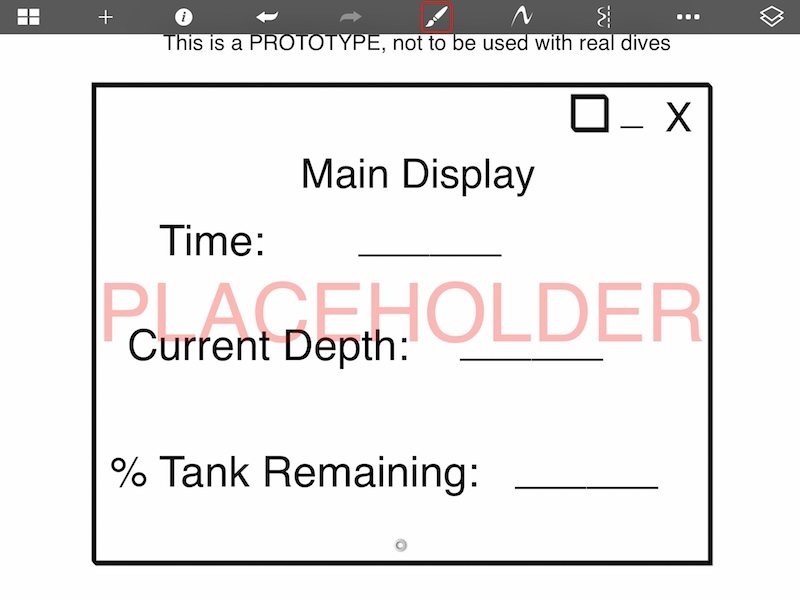 This is a PROTOTYPE, not to be used with real dives
_ X
Main Display
Time: ______
PLACEHOLDER
Current Depth: ______
% Tank Remaining: ______